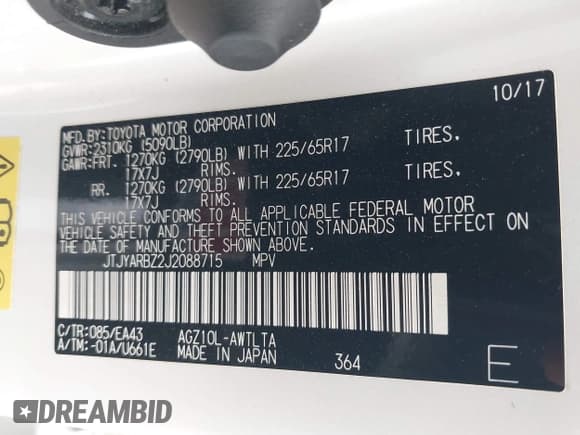 10/17
MFD.BY:TOYOTA MOTOR CORPORATION
GVWR:2310KG (5090LB)
GAWR:FRT. 1270KG (2790LB) WITH 225/65R17 TIRES.
17X7J RIMS.
RR. 1270KG (2790LB) WITH 225/65R17 TIRES.
17X7J RIMS.
THIS VEHICLE CONFORMS TO ALL APPLICABLE FEDERAL MOTOR
VEHICLE SAFETY AND THEFT PREVENTION STANDARDS IN EFFECT ON
THE DATE OF MANUFACTURE SHOWN ABOVE.
JTJYARBZ2J2088715 MPV
C/TR:085/EA43 AGZ10L-AWTLTA
A/TM:-01A/U661E MADE IN JAPAN 364
E
DREAMBID